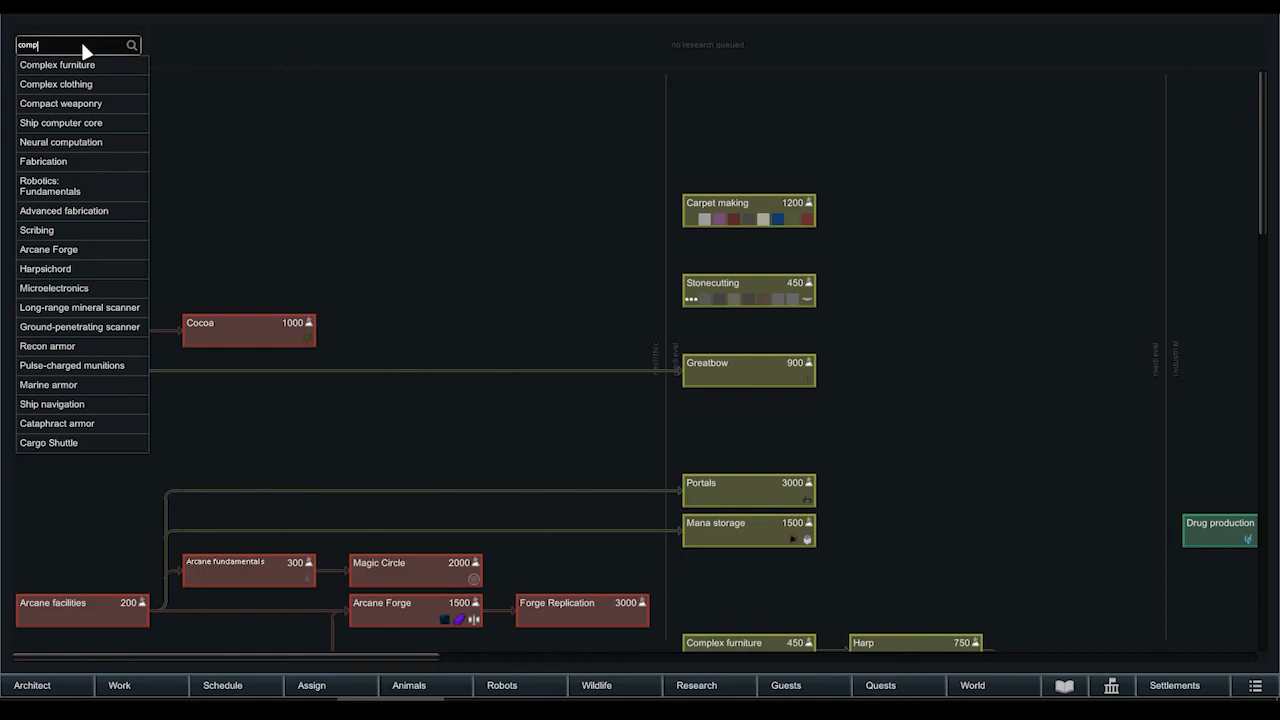 comp
no research queued
Complex furniture
Complex clothing
Compact weaponry
Ship computer core
Neural computation
Fabrication
Robotics:
Fundamentals
Advanced fabrication
Scribing
Arcane Forge
Harpsichord
Microelectronics
Long-range mineral scanner
Ground-penetrating scanner
Recon armor
Pulse-charged munitions
Marine armor
Ship navigation
Cataphract armor
Cargo Shuttle
Carpet making 1200
Stonecutting 450
Cocoa 1000
neolithic
medieval
medieval
industrial
Greatbow 900
Portals 3000
Mana storage 1500
Drug production
Arcane fundamentals 300
Magic Circle 2000
Arcane facilities 200
Arcane Forge 1500
Forge Replication 3000
Complex furniture 450
Harp 750
Architect Work Schedule Assign Animals Robots Wildlife Research Guests Quests World Settlements